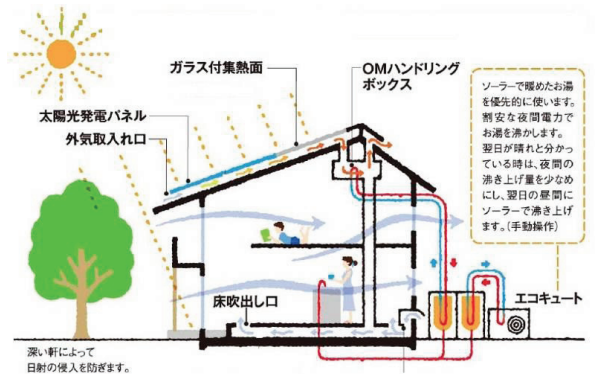 ガラス付集熱面
OMハンドリング
ボックス
太陽光発電パネル
外気取入れ口
ソーラーで暖めたお湯
を優先的に使います。
割安な夜間電力で
お湯を沸かします。
翌日が晴れと分かっ
ている時は、夜間の
沸き上げ量を少なめ
にし、翌日の昼間に
ソーラーで沸き上げ
ます。(手動操作)
エコキュート
床吹出し口
深い軒によって
日射の侵入を防ぎます。